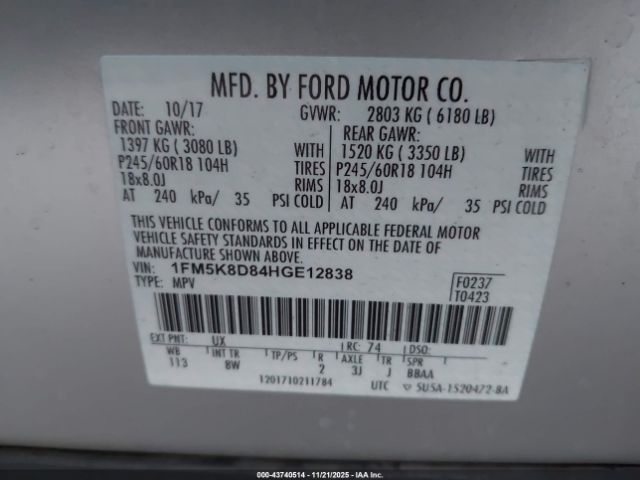 MFD. BY FORD MOTOR CO.
DATE: 10/17 GVWR: 2803 KG ( 6180 LB)
FRONT GAWR: REAR GAWR:
1397 KG ( 3080 LB) WITH 1520 KG ( 3350 LB) WITH
P245/60R18 104H TIRES P245/60R18 104H TIRES
18x8.0J RIMS 18x8.0J RIMS
AT 240 kPa/ 35 PSI COLD AT 240 kPa/ 35 PSI COLD
THIS VEHICLE CONFORMS TO ALL APPLICABLE FEDERAL MOTOR
VEHICLE SAFETY STANDARDS IN EFFECT ON THE DATE OF
MANUFACTURE SHOWN ABOVE.
VIN: 1FM5K8D84HGE12838 F0237
TYPE: MPV T0423
EXT PNT: UX RC: 74 DSO:
WB INT TR TP/PS R AXLE TR SPR
113 8W 2 3J J BBAA
1201710211784 UTC 5U5A-1520472-BA
000-43740514 - 11/21/2025 - IAA, Inc.